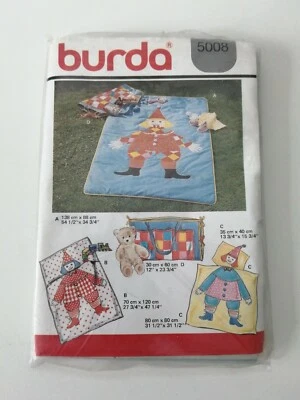 burda®
5008
A 138 cm x 88 cm
54 1/2" x 34 3/4"
C
35 cm x 40 cm
13 3/4" x 15 3/4"
B
30 cm x 60 cm D
12" x 23 3/4"
B
70 cm x 120 cm
27 3/4" x 47 1/4"
C
80 cm x 80 cm
31 1/2" x 31 1/2"